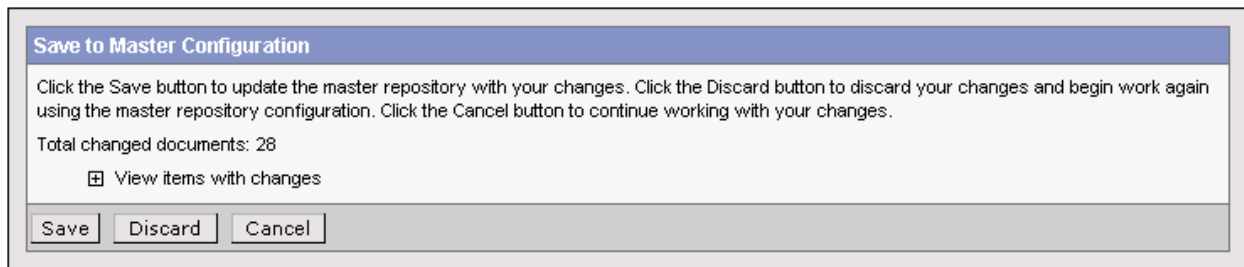 Save to Master Configuration
Click the Save button to update the master repository with your changes. Click the Discard button to discard your changes and begin work again
using the master repository configuration. Click the Cancel button to continue working with your changes.
Total changed documents: 28
View items with changes
Save Discard Cancel